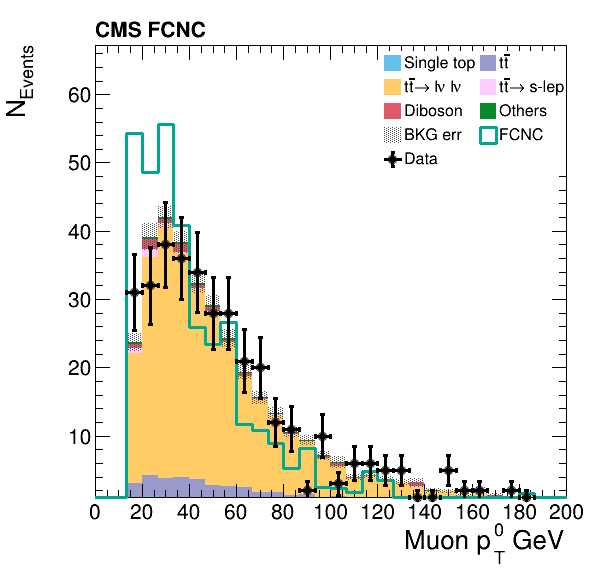 CMS FCNC
N_Events
60
50
40
30
20
10
0 20 40 60 80 100 120 140 160 180 200
Muon p_T^0 GeV
Single top
tt̄
tt̄→ lν lν
tt̄→ s-lep
Diboson
Others
BKG err
FCNC
Data